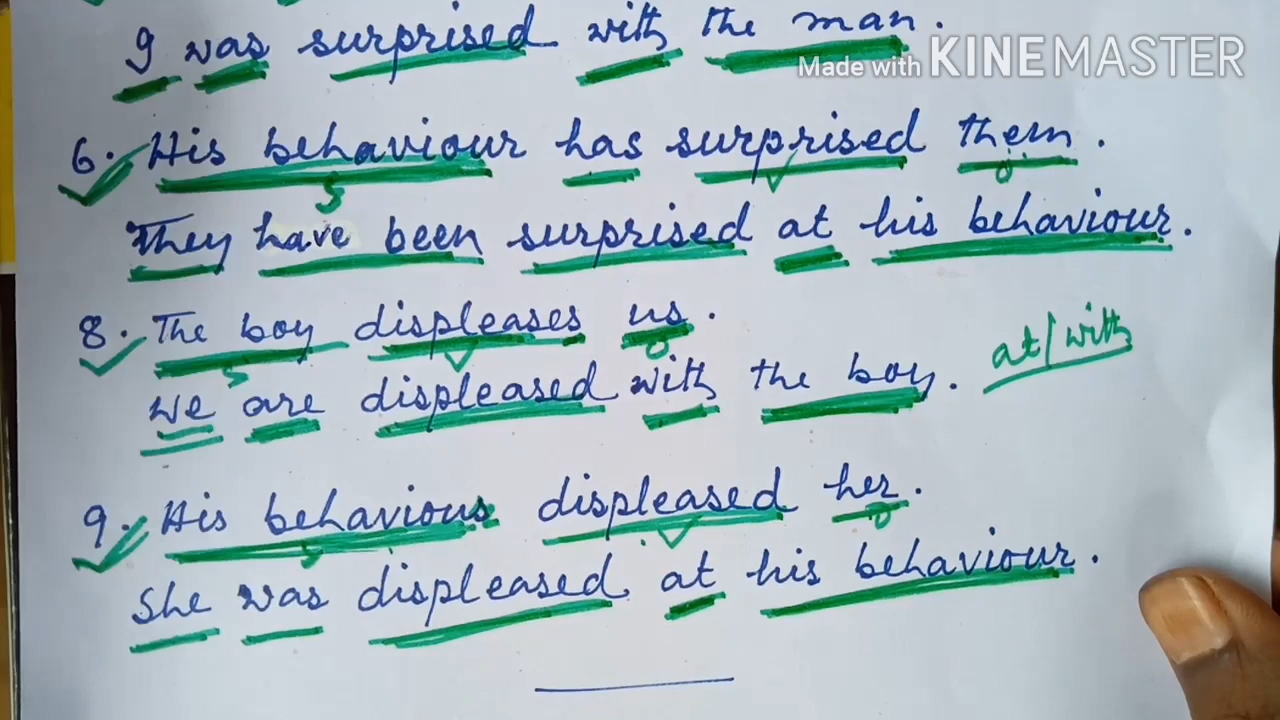 I was surprised with the man.
Made with KINEMASTER
6. His behaviour has surprised them.
S V O
They have been surprised at his behaviour.
8. The boy displeases us.
S V O
at/with
We are displeased with the boy.
9. His behaviour displeased her.
S V O
She was displeased at his behaviour.